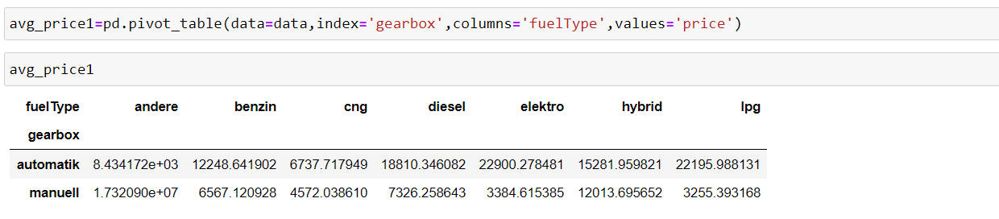 avg_price1=pd.pivot_table(data=data,index='gearbox',columns='fuelType',values='price')
avg_price1
fuelType andere benzin cng diesel elektro hybrid lpg
gearbox
automatik 8.434172e+03 12248.641902 6737.717949 18810.346082 22900.278481 15281.959821 22195.988131
manuell 1.732090e+07 6567.120928 4572.038610 7326.258643 3384.615385 12013.695652 3255.393168